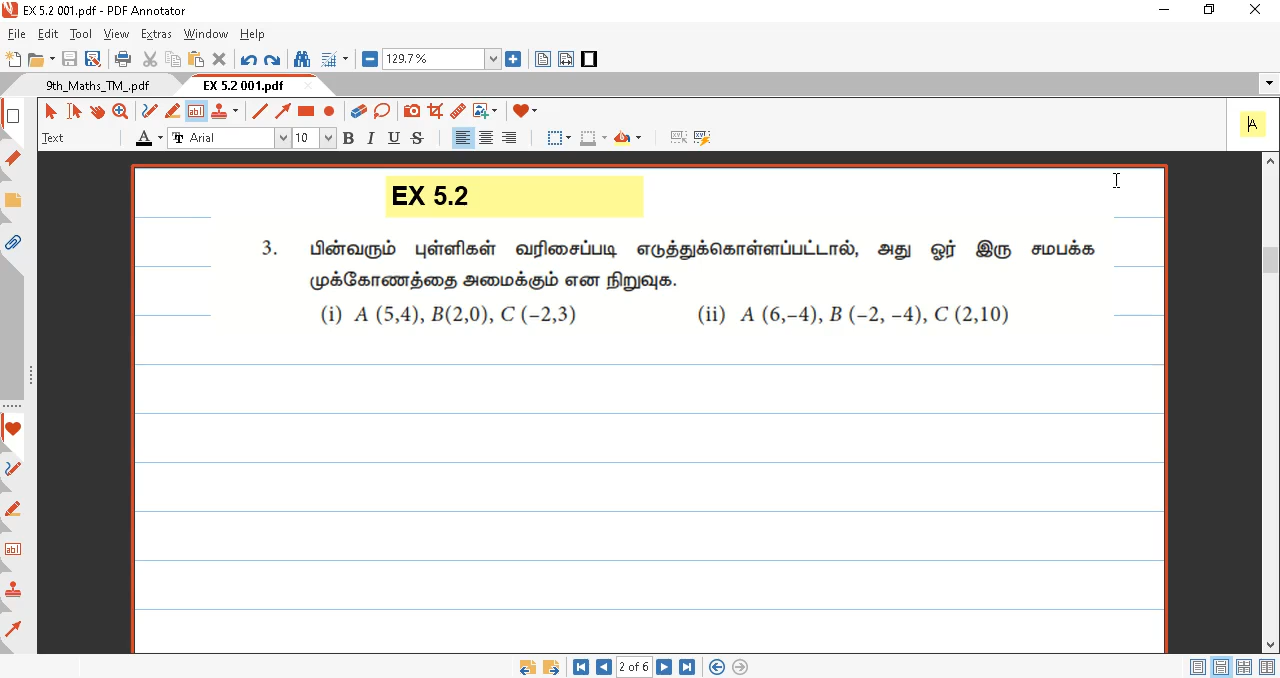 EX 5.2 001.pdf - PDF Annotator
File Edit Tool View Extras Window Help
129.7%
9th_Maths_TM_.pdf EX 5.2 001.pdf
Text A Arial 10 B I U S
A
EX 5.2
3. பின்வரும் புள்ளிகள் வரிசைப்படி எடுத்துக்கொள்ளப்பட்டால், அது ஓர் இரு சமபக்க
முக்கோணத்தை அமைக்கும் என நிறுவுக.
(i) A (5,4), B(2,0), C (−2,3) (ii) A (6,−4), B (−2, −4), C (2,10)
2 of 6